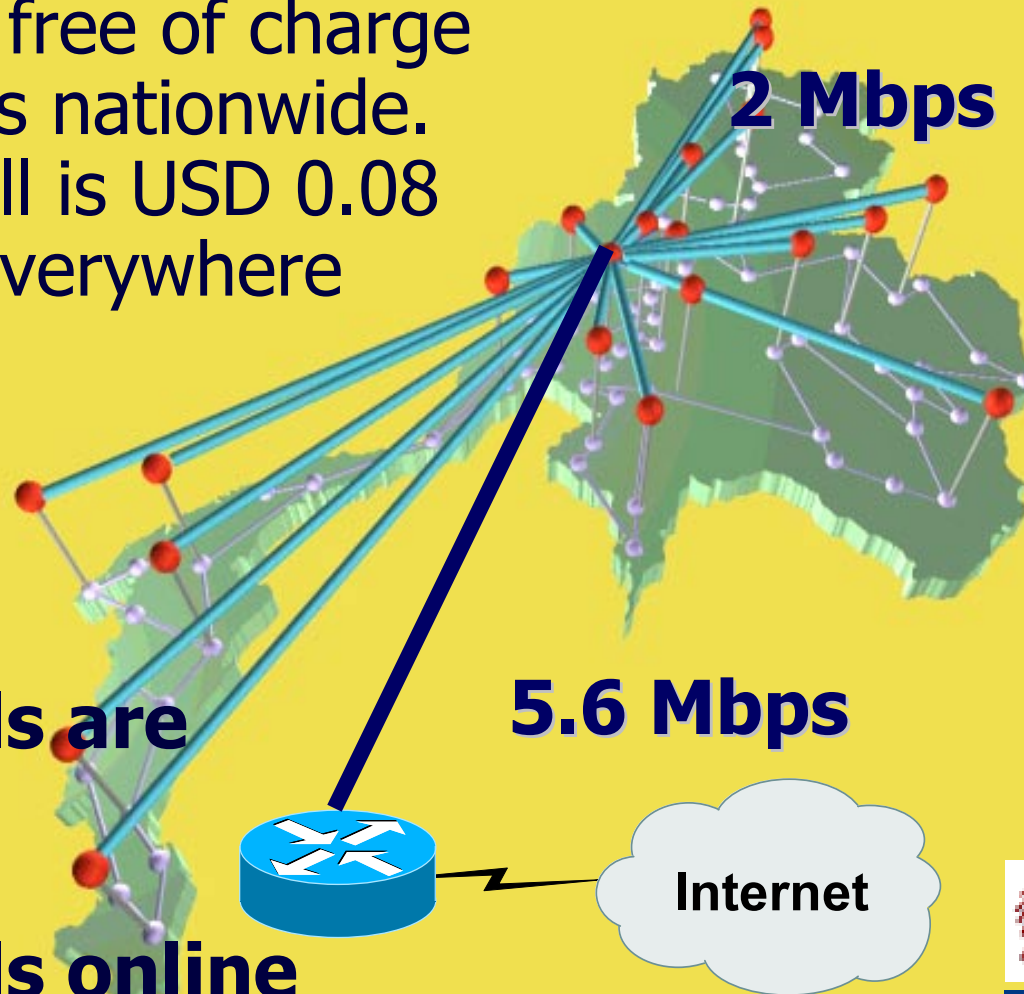 free of charge
s nationwide.
ll is USD 0.08
verywhere
2 Mbps
5.6 Mbps
ls are
Internet
ls online